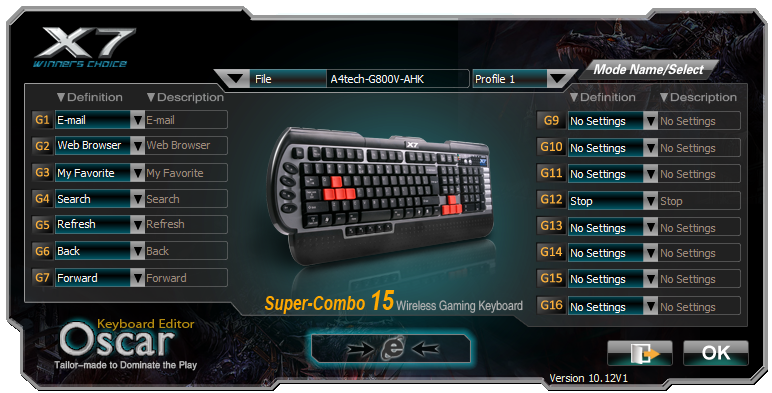 X7
WINNERS CHOICE
File A4tech-G800V-AHK Profile 1 Mode Name/Select
▼Definition ▼Description
G1 E-mail E-mail
G2 Web Browser Web Browser
G3 My Favorite My Favorite
G4 Search Search
G5 Refresh Refresh
G6 Back Back
G7 Forward Forward
▼Definition ▼Description
G9 No Settings No Settings
G10 No Settings No Settings
G11 No Settings No Settings
G12 Stop Stop
G13 No Settings No Settings
G14 No Settings No Settings
G15 No Settings No Settings
G16 No Settings No Settings
X7
Super-Combo 15 Wireless Gaming Keyboard
Keyboard Editor
Oscar
Tailor-made to Dominate the Play
OK
Version 10.12V1